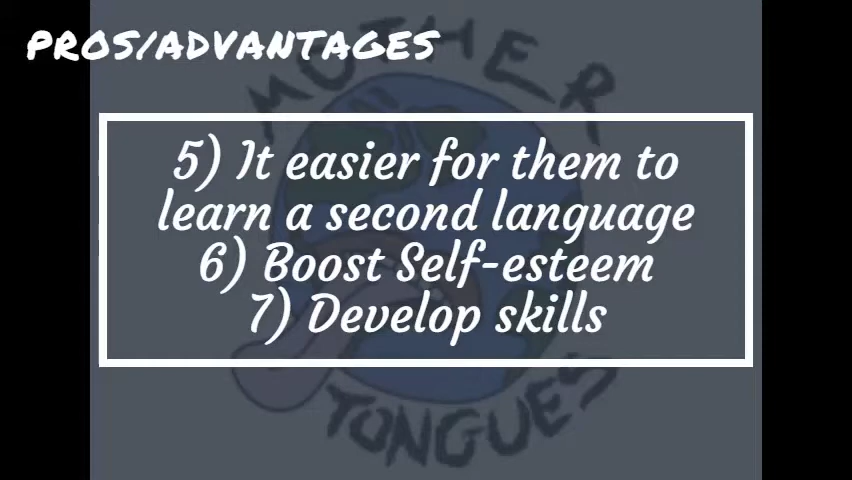 PROS/ADVANTAGES
MOTHER
5) It easier for them to
learn a second language
6) Boost Self-esteem
7) Develop skills
TONGUES